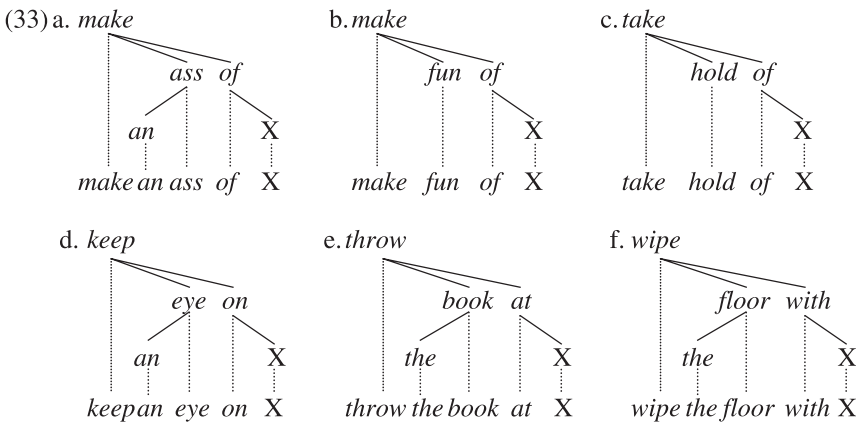 (33) a. make b. make c. take
ass of fun of hold of
an X X X
make an ass of X make fun of X take hold of X
d. keep e. throw f. wipe
eye on book at floor with
an X the X the X
keep an eye on X throw the book at X wipe the floor with X